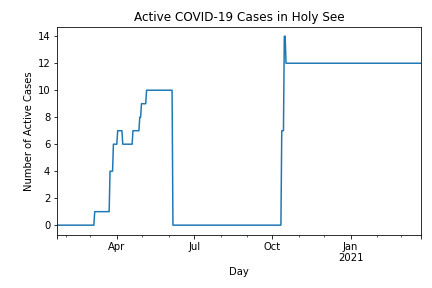 Active COVID-19 Cases in Holy See
Number of Active Cases
14
12
10
8
6
4
2
0
Apr
Jul
Oct
Jan
2021
Day